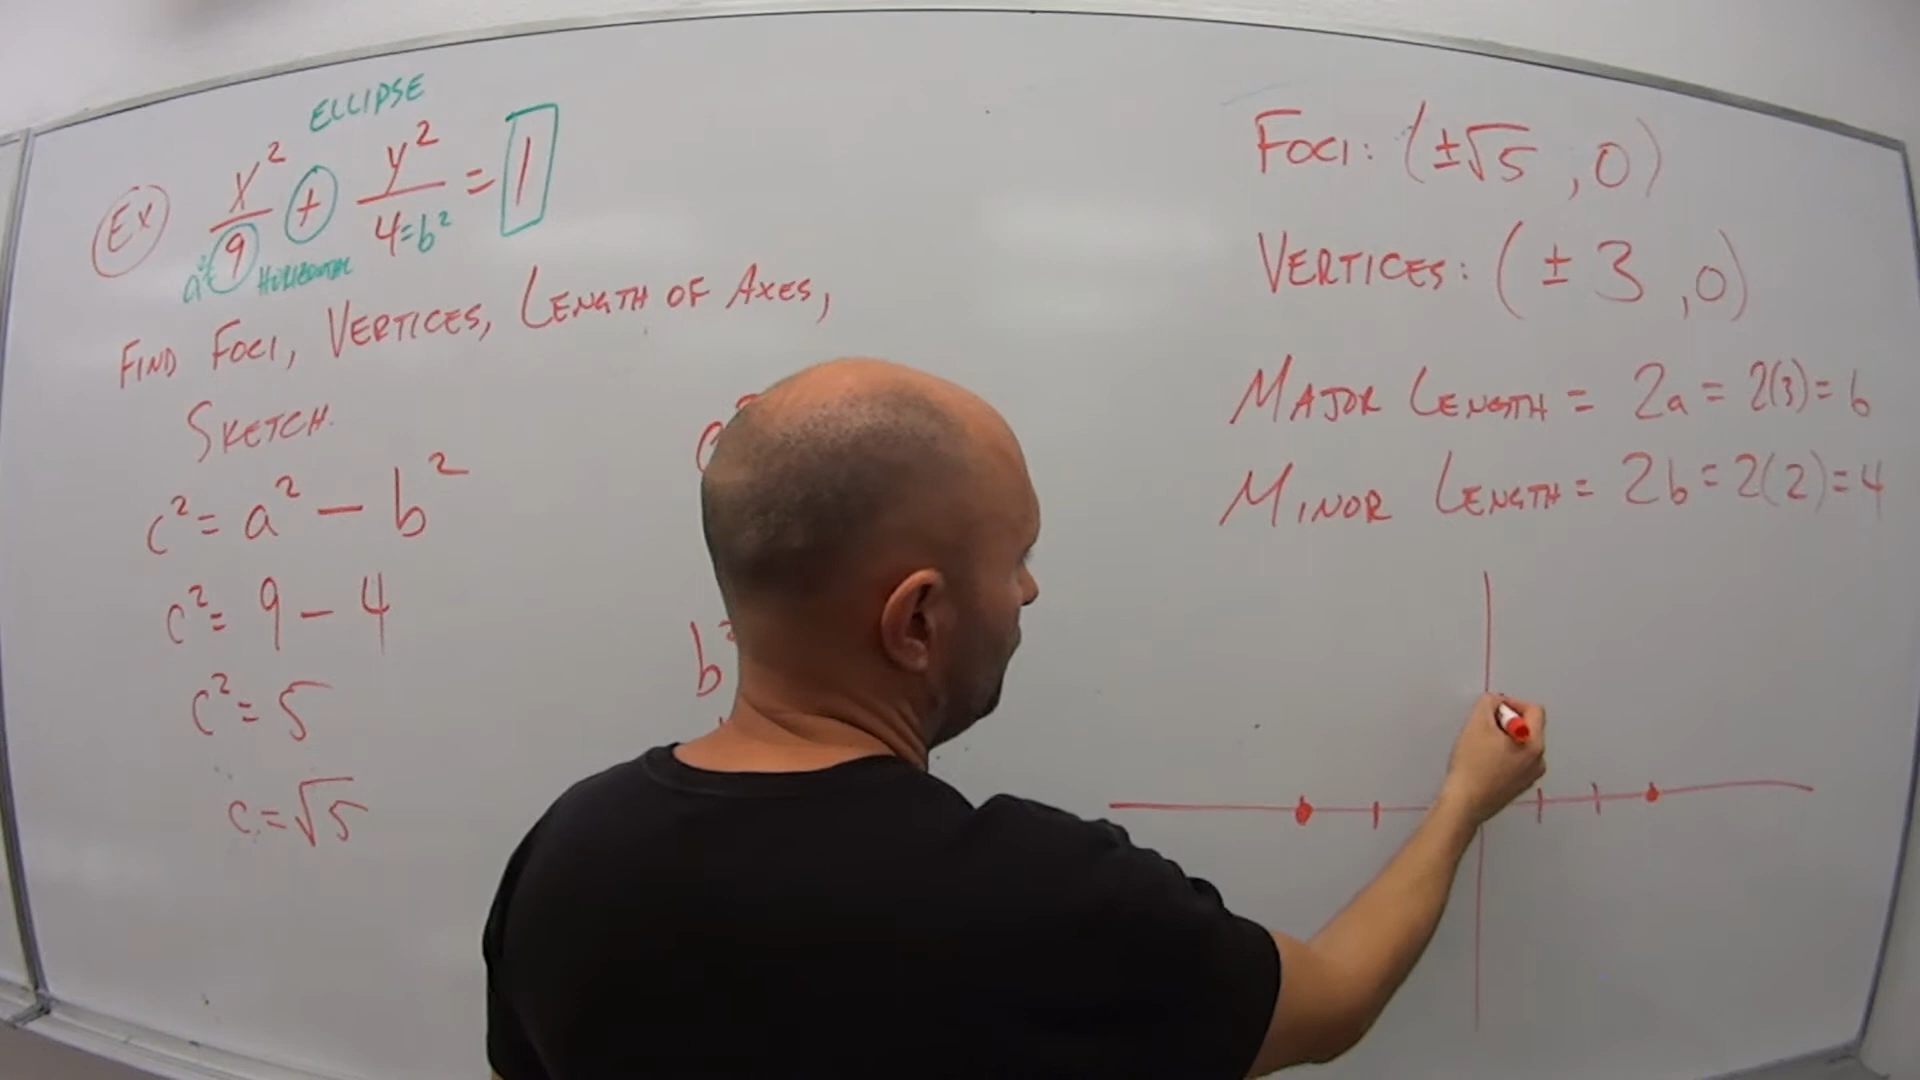 ELLIPSE
Ex x²/9 + y²/4=b² = 1
a²= HORIZONTAL
FIND FOCI, VERTICES, LENGTH OF AXES,
SKETCH.
c² = a² - b²
c² = 9 - 4
c² = 5
c = √5
b²
FOCI: (±√5, 0)
VERTICES: (±3, 0)
MAJOR LENGTH = 2a = 2(3) = 6
MINOR LENGTH = 2b = 2(2) = 4